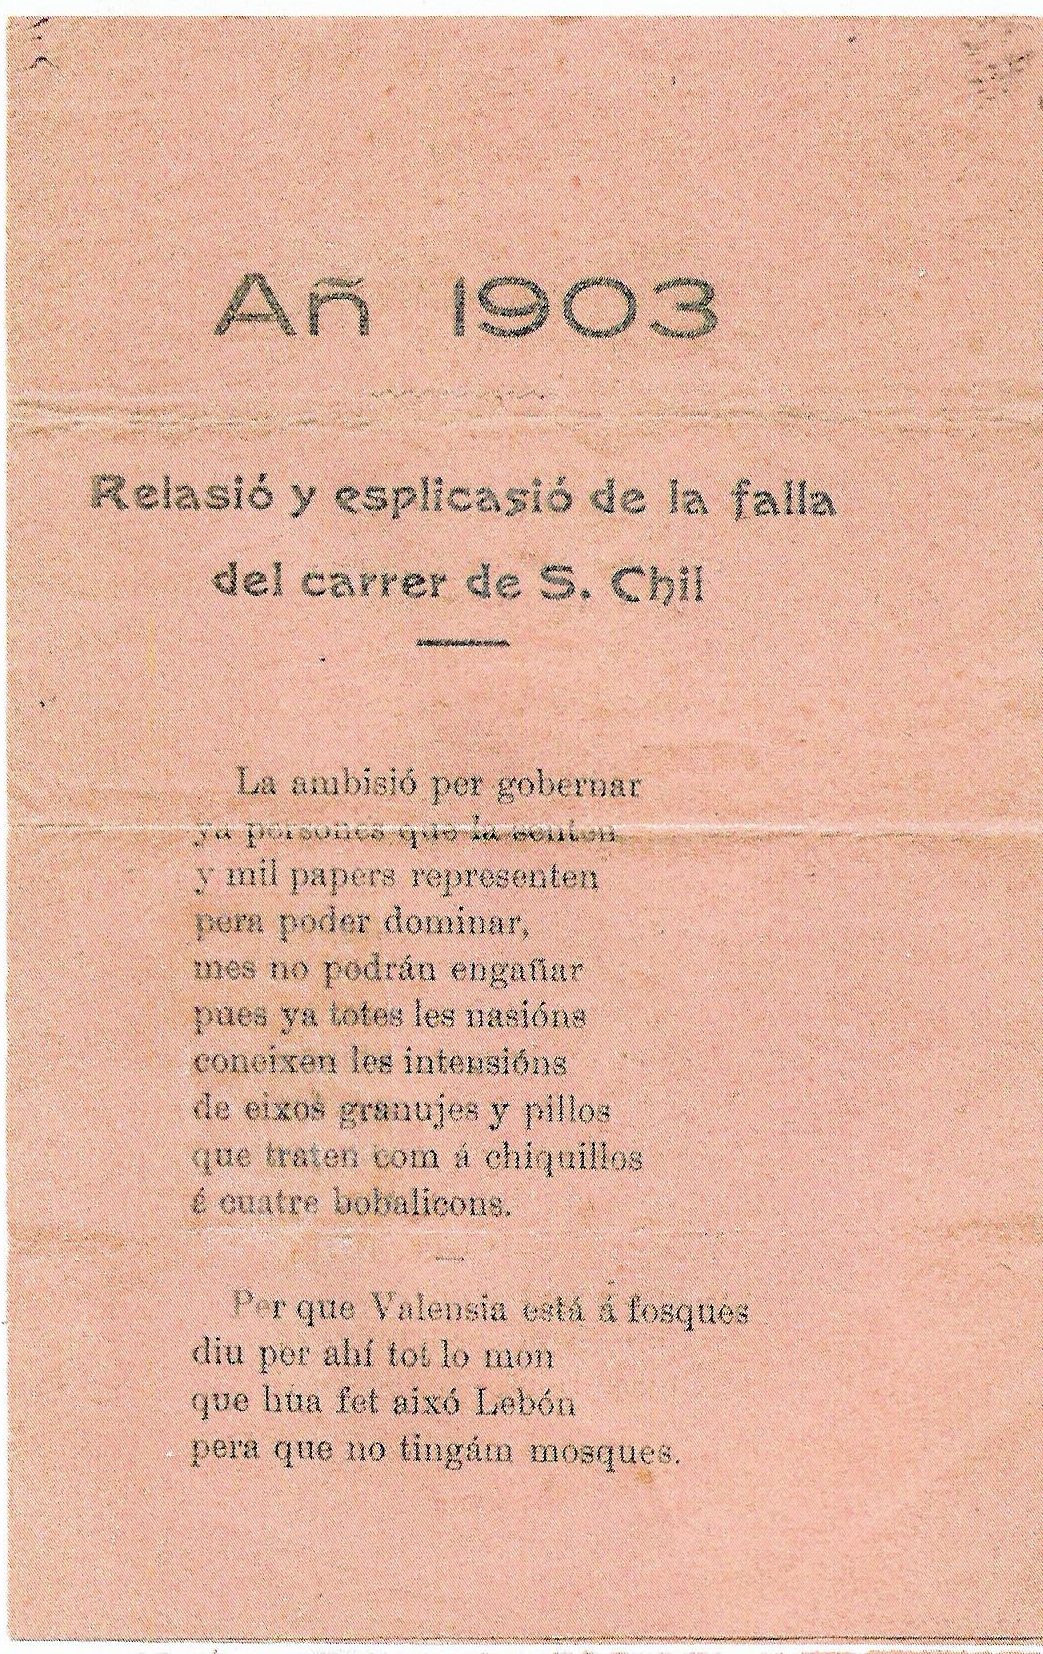 Añ 1903
Relasió y esplicasió de la falla
del carrer de S. Chil
La ambisió per gobernar
ya persones que la senten
y mil papers representen
pera poder dominar,
mes no podrán engañar
pues ya totes les nasións
coneixen les intensións
de eixos granujes y pillos
que traten com á chiquillos
é cuatre bobalicons.
Per que Valensia está á fosques
diu per ahí tot lo mon
que hua fet aixó Lebón
pera que no tingám mosques.